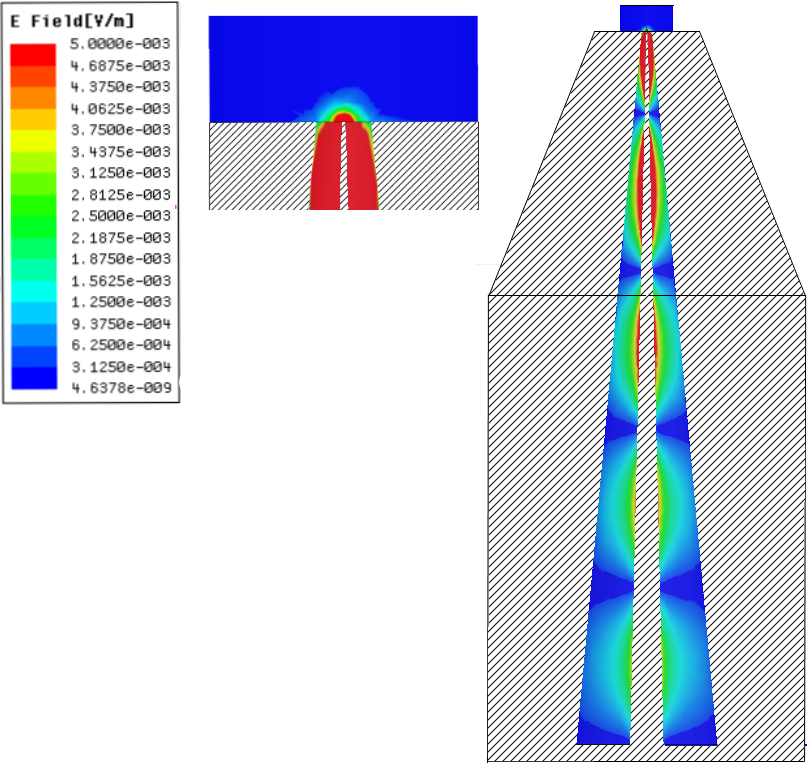 E Field[V/m]
5.0000e-003
4.6875e-003
4.3750e-003
4.0625e-003
3.7500e-003
3.4375e-003
3.1250e-003
2.8125e-003
2.5000e-003
2.1875e-003
1.8750e-003
1.5625e-003
1.2500e-003
9.3750e-004
6.2500e-004
3.1250e-004
4.6378e-009